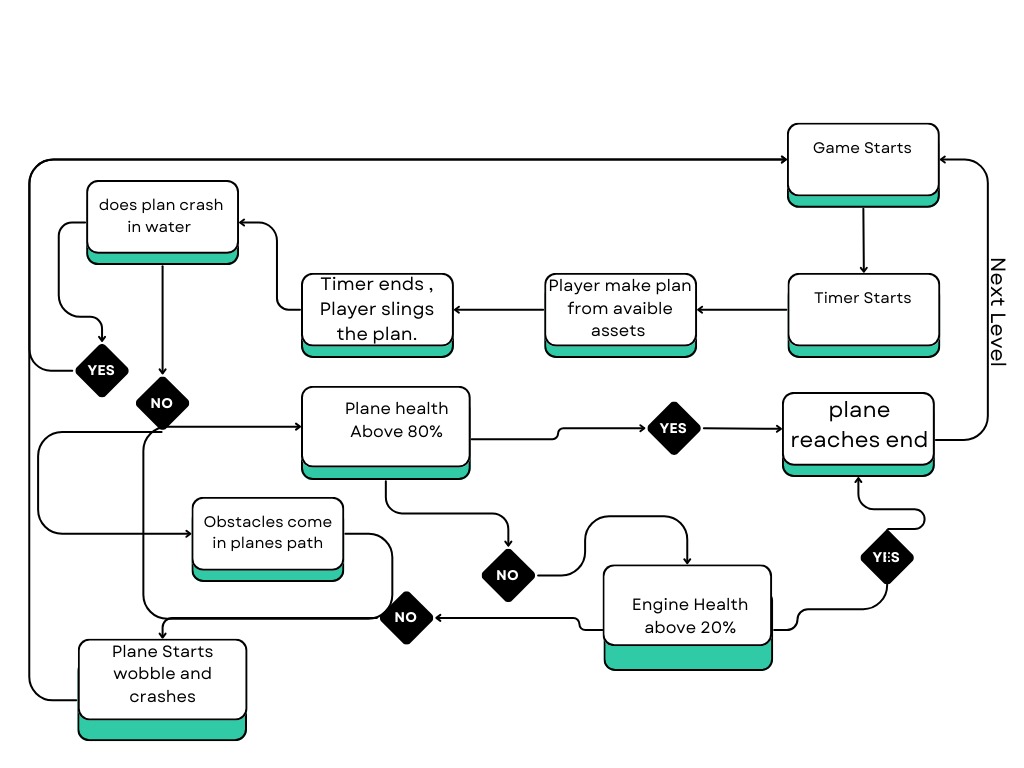 Game Starts
does plan crash
in water
Next Level
Timer ends ,
Player slings
the plan.
Player make plan
from avaible
assets
Timer Starts
YES
NO
Plane health
Above 80%
YES
plane
reaches end
Obstacles come
in planes path
NO
YES
Engine Health
above 20%
NO
Plane Starts
wobble and
crashes